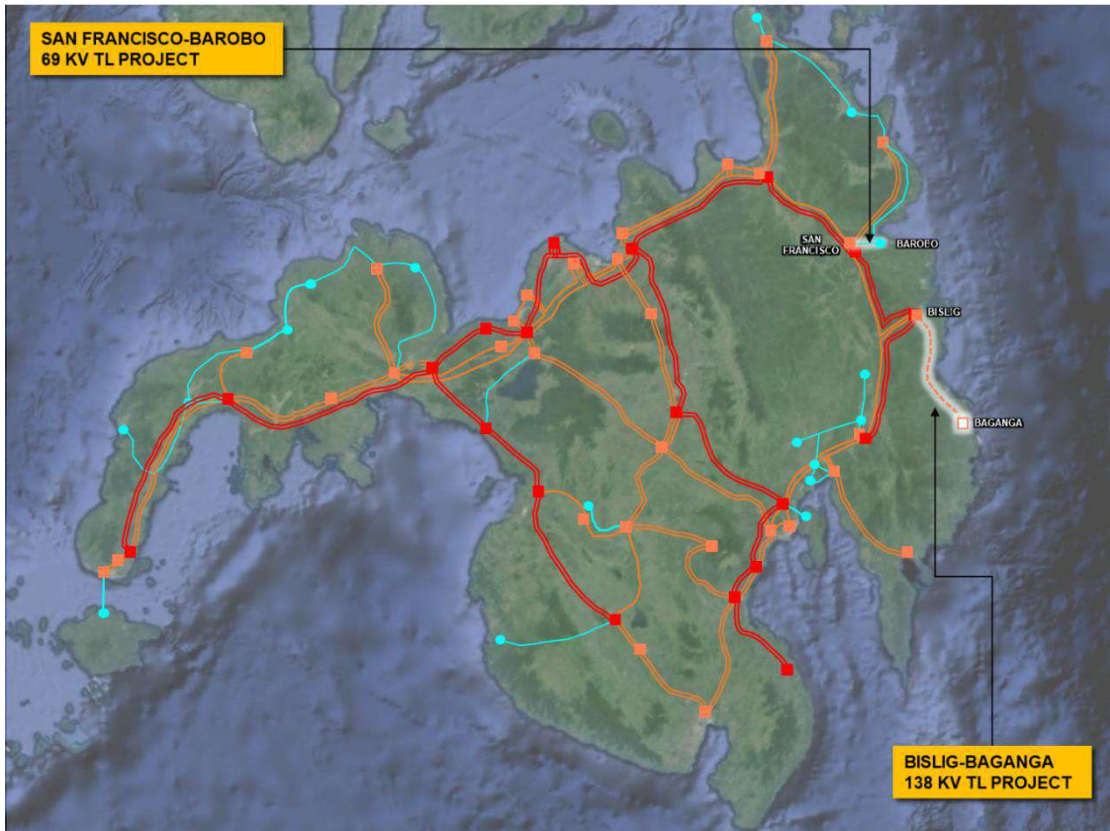 SAN FRANCISCO-BAROBO
69 KV TL PROJECT
SAN
FRANCISCO
BAROBO
BISLIG
BAGANGA
BISLIG-BAGANGA
138 KV TL PROJECT